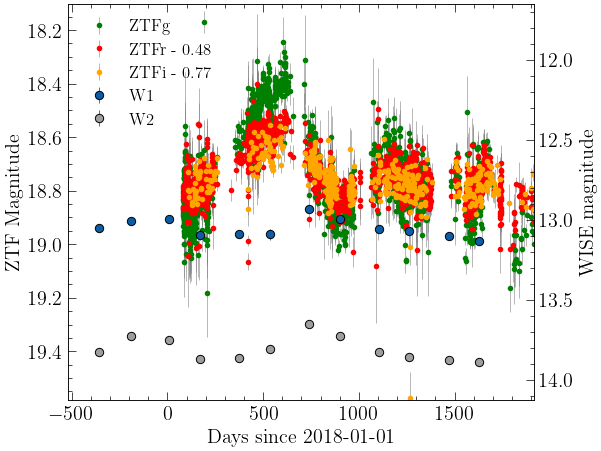 ZTFg
ZTFr - 0.48
ZTFi - 0.77
W1
W2
18.2
18.4
18.6
18.8
19.0
19.2
19.4
ZTF Magnitude
12.0
12.5
13.0
13.5
14.0
WISE magnitude
−500
0
500
1000
1500
Days since 2018-01-01